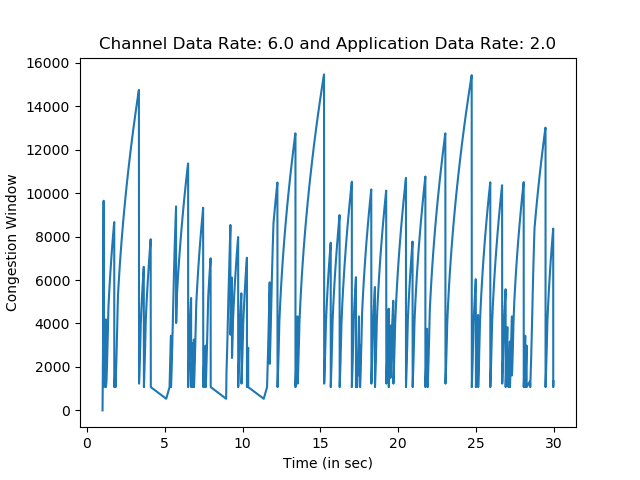 Channel Data Rate: 6.0 and Application Data Rate: 2.0
16000
14000
12000
10000
8000
6000
4000
2000
0
Congestion Window
0 5 10 15 20 25 30
Time (in sec)